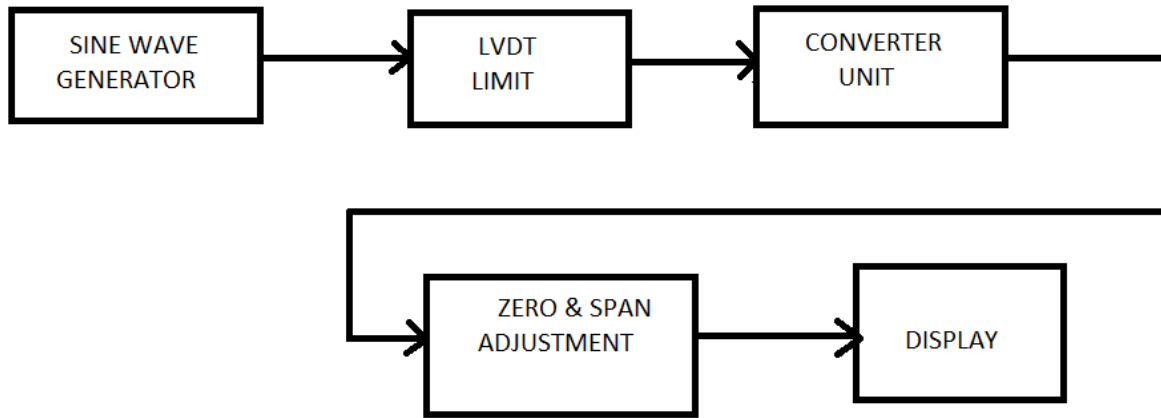 SINE WAVE
GENERATOR
LVDT
LIMIT
CONVERTER
UNIT
ZERO & SPAN
ADJUSTMENT
DISPLAY